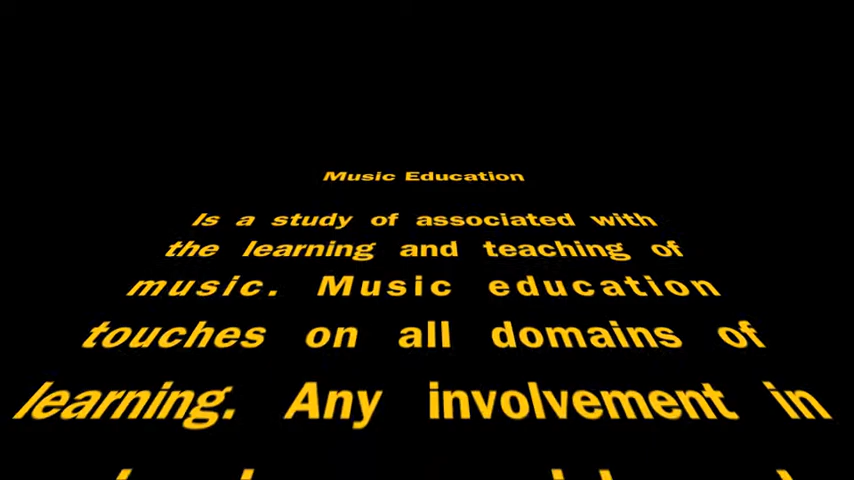 Music Education
Is a study of associated with
the learning and teaching of
music. Music education
touches on all domains of
learning. Any involvement in